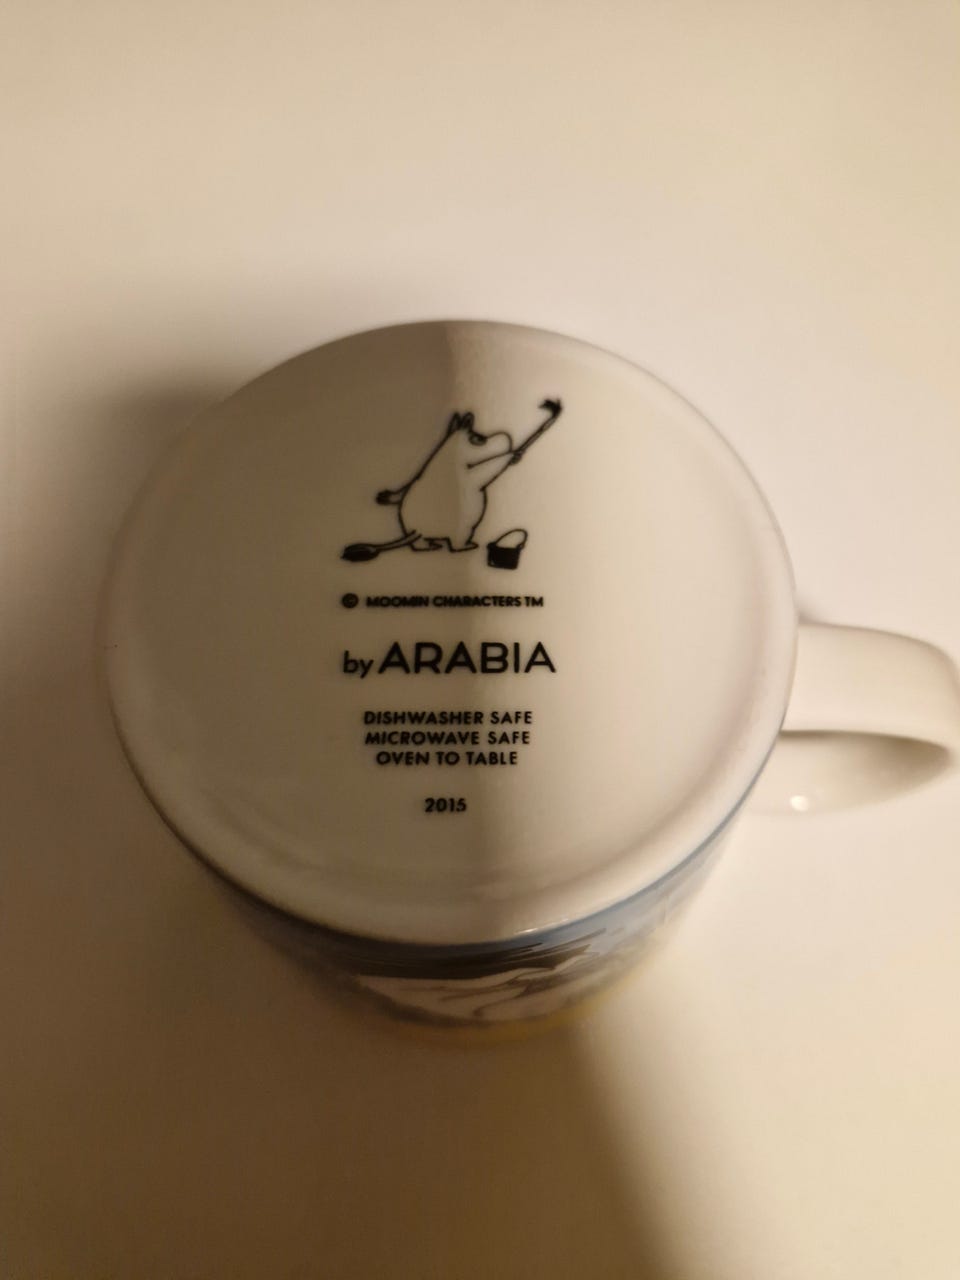 © MOOMIN CHARACTERS TM
by ARABIA
DISHWASHER SAFE
MICROWAVE SAFE
OVEN TO TABLE
2015